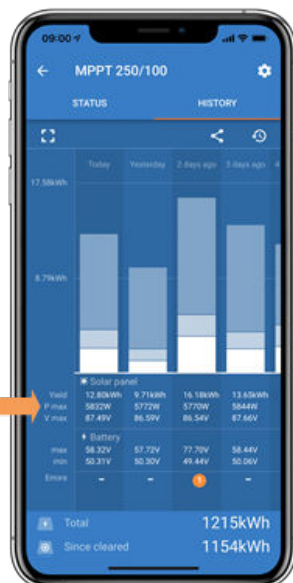 09:00
MPPT 250/100
STATUS HISTORY
Today Yesterday 2 days ago 3 days ago 4
17.58kWh
8.79kWh
Solar panel
Yield 12.80kWh 9.71kWh 16.18kWh 13.65kWh
P max 5832W 5772W 5770W 5844W
V max 87.49V 86.59V 86.54V 87.66V
Battery
max 58.32V 57.72V 77.70V 58.44V
min 50.31V 50.30V 49.44V 50.06V
Errors - - 1 -
Total 1215kWh
Since cleared 1154kWh